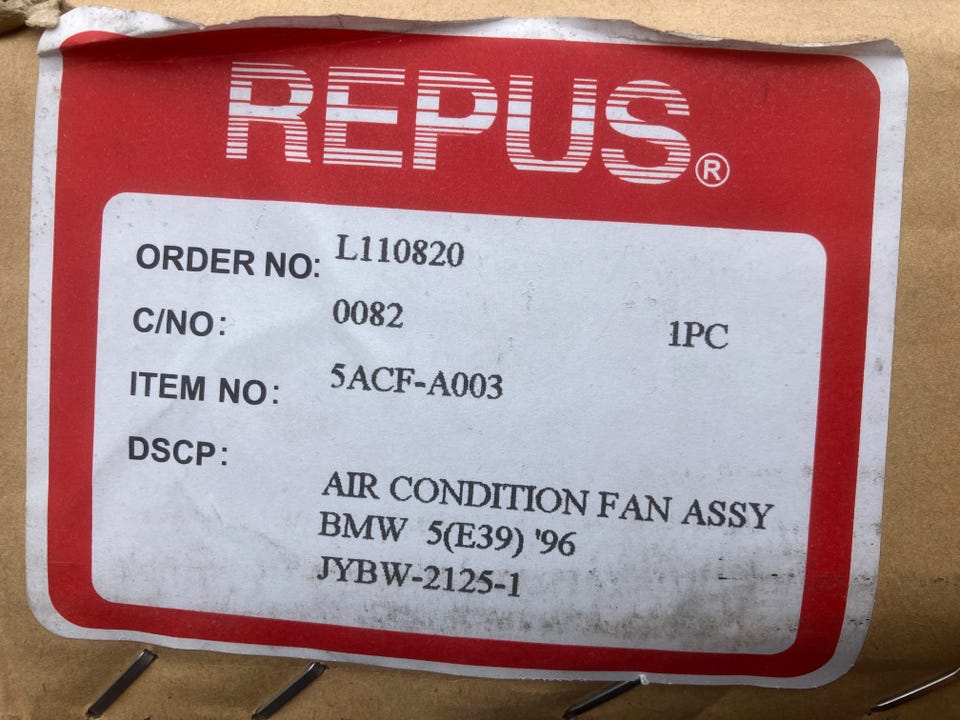 REPUS®
ORDER NO: L110820
C/NO: 0082 1PC
ITEM NO: 5ACF-A003
DSCP:
AIR CONDITION FAN ASSY
BMW 5(E39) '96
JYBW-2125-1